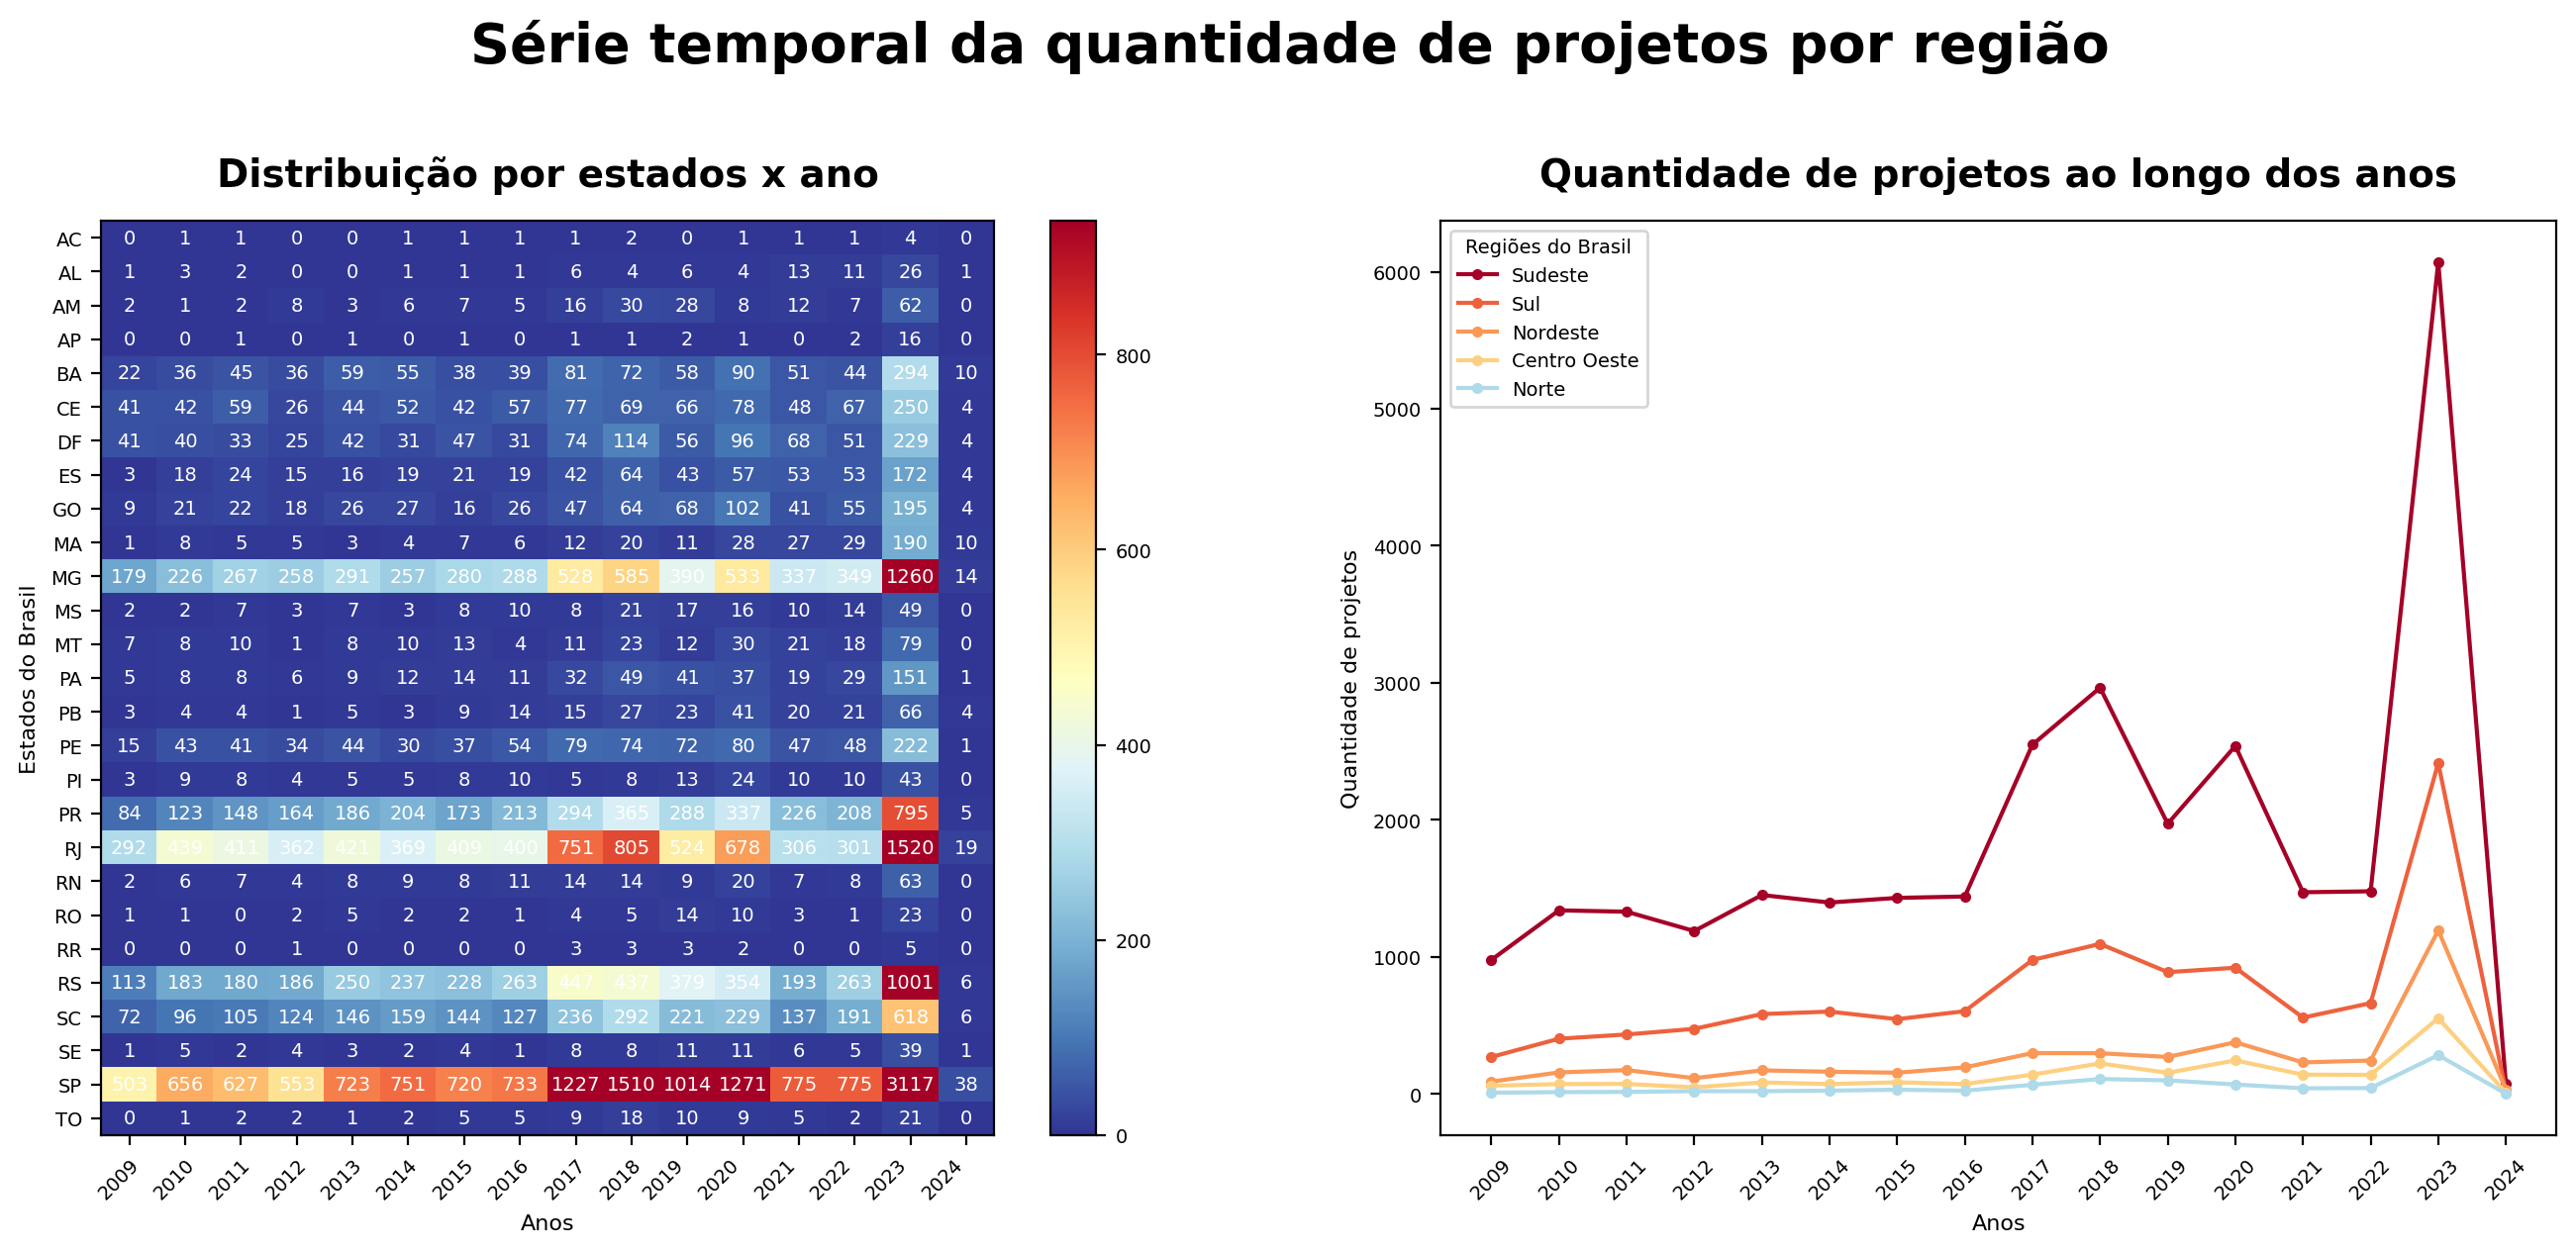 Série temporal da quantidade de projetos por região
Distribuição por estados x ano
Estados do Brasil
AC 0 1 1 0 0 1 1 1 1 2 0 1 1 1 4 0
AL 1 3 2 0 0 1 1 1 6 4 6 4 13 11 26 1
AM 2 1 2 8 3 6 7 5 16 30 28 8 12 7 62 0
AP 0 0 1 0 1 0 1 0 1 1 2 1 0 2 16 0
BA 22 36 45 36 59 55 38 39 81 72 58 90 51 44 294 10
CE 41 42 59 26 44 52 42 57 77 69 66 78 48 67 250 4
DF 41 40 33 25 42 31 47 31 74 114 56 96 68 51 229 4
ES 3 18 24 15 16 19 21 19 42 64 43 57 53 53 172 4
GO 9 21 22 18 26 27 16 26 47 64 68 102 41 55 195 4
MA 1 8 5 5 3 4 7 6 12 20 11 28 27 29 190 10
MG 179 226 267 258 291 257 280 288 528 585 390 533 337 349 1260 14
MS 2 2 7 3 7 3 8 10 8 21 17 16 10 14 49 0
MT 7 8 10 1 8 10 13 4 11 23 12 30 21 18 79 0
PA 5 8 8 6 9 12 14 11 32 49 41 37 19 29 151 1
PB 3 4 4 1 5 3 9 14 15 27 23 41 20 21 66 4
PE 15 43 41 34 44 30 37 54 79 74 72 80 47 48 222 1
PI 3 9 8 4 5 5 8 10 5 8 13 24 10 10 43 0
PR 84 123 148 164 186 204 173 213 294 365 288 337 226 208 795 5
RJ 292 439 411 362 421 369 409 400 751 805 524 678 306 301 1520 19
RN 2 6 7 4 8 9 8 11 14 14 9 20 7 8 63 0
RO 1 1 0 2 5 2 2 1 4 5 14 10 3 1 23 0
RR 0 0 0 1 0 0 0 0 3 3 3 2 0 0 5 0
RS 113 183 180 186 250 237 228 263 447 437 379 354 193 263 1001 6
SC 72 96 105 124 146 159 144 127 236 292 221 229 137 191 618 6
SE 1 5 2 4 3 2 4 1 8 8 11 11 6 5 39 1
SP 503 656 627 553 723 751 720 733 1227 1510 1014 1271 775 775 3117 38
TO 0 1 2 2 1 2 5 5 9 18 10 9 5 2 21 0
2009 2010 2011 2012 2013 2014 2015 2016 2017 2018 2019 2020 2021 2022 2023 2024
Anos
800
600
400
200
0
Quantidade de projetos ao longo dos anos
Quantidade de projetos
6000
5000
4000
3000
2000
1000
0
Regiões do Brasil
Sudeste
Sul
Nordeste
Centro Oeste
Norte
2009 2010 2011 2012 2013 2014 2015 2016 2017 2018 2019 2020 2021 2022 2023 2024
Anos